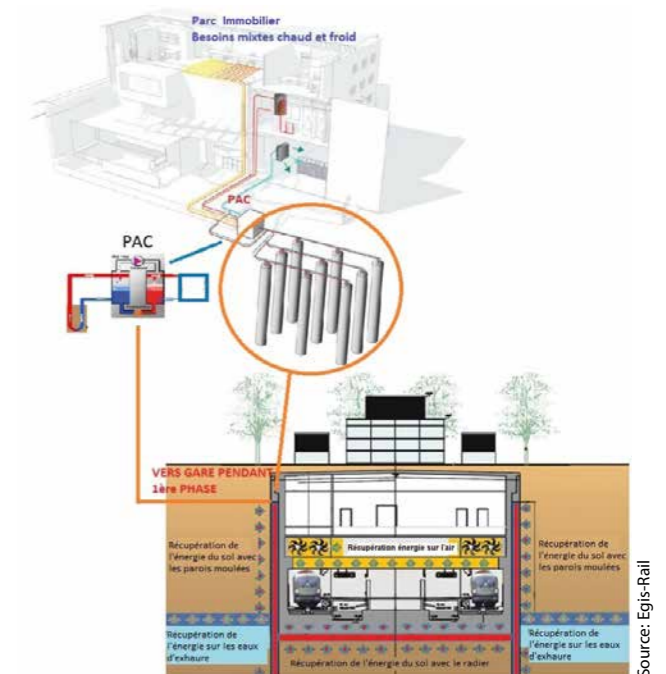 Parc Immobilier
Besoins mixtes chaud et froid
PAC
PAC
VERS GARE PENDANT
1ère PHASE
Récupération énergie sur l'air
Récupération de
l'énergie du sol avec
les parois moulées
Récupération de
l'énergie du sol avec
les parois moulées
Récupération de
l'énergie sur les eaux
d'exhaure
Récupération de
l'énergie sur les eaux
d'exhaure
Récupération de l'énergie du sol avec le radier
Source: Egis-Rail